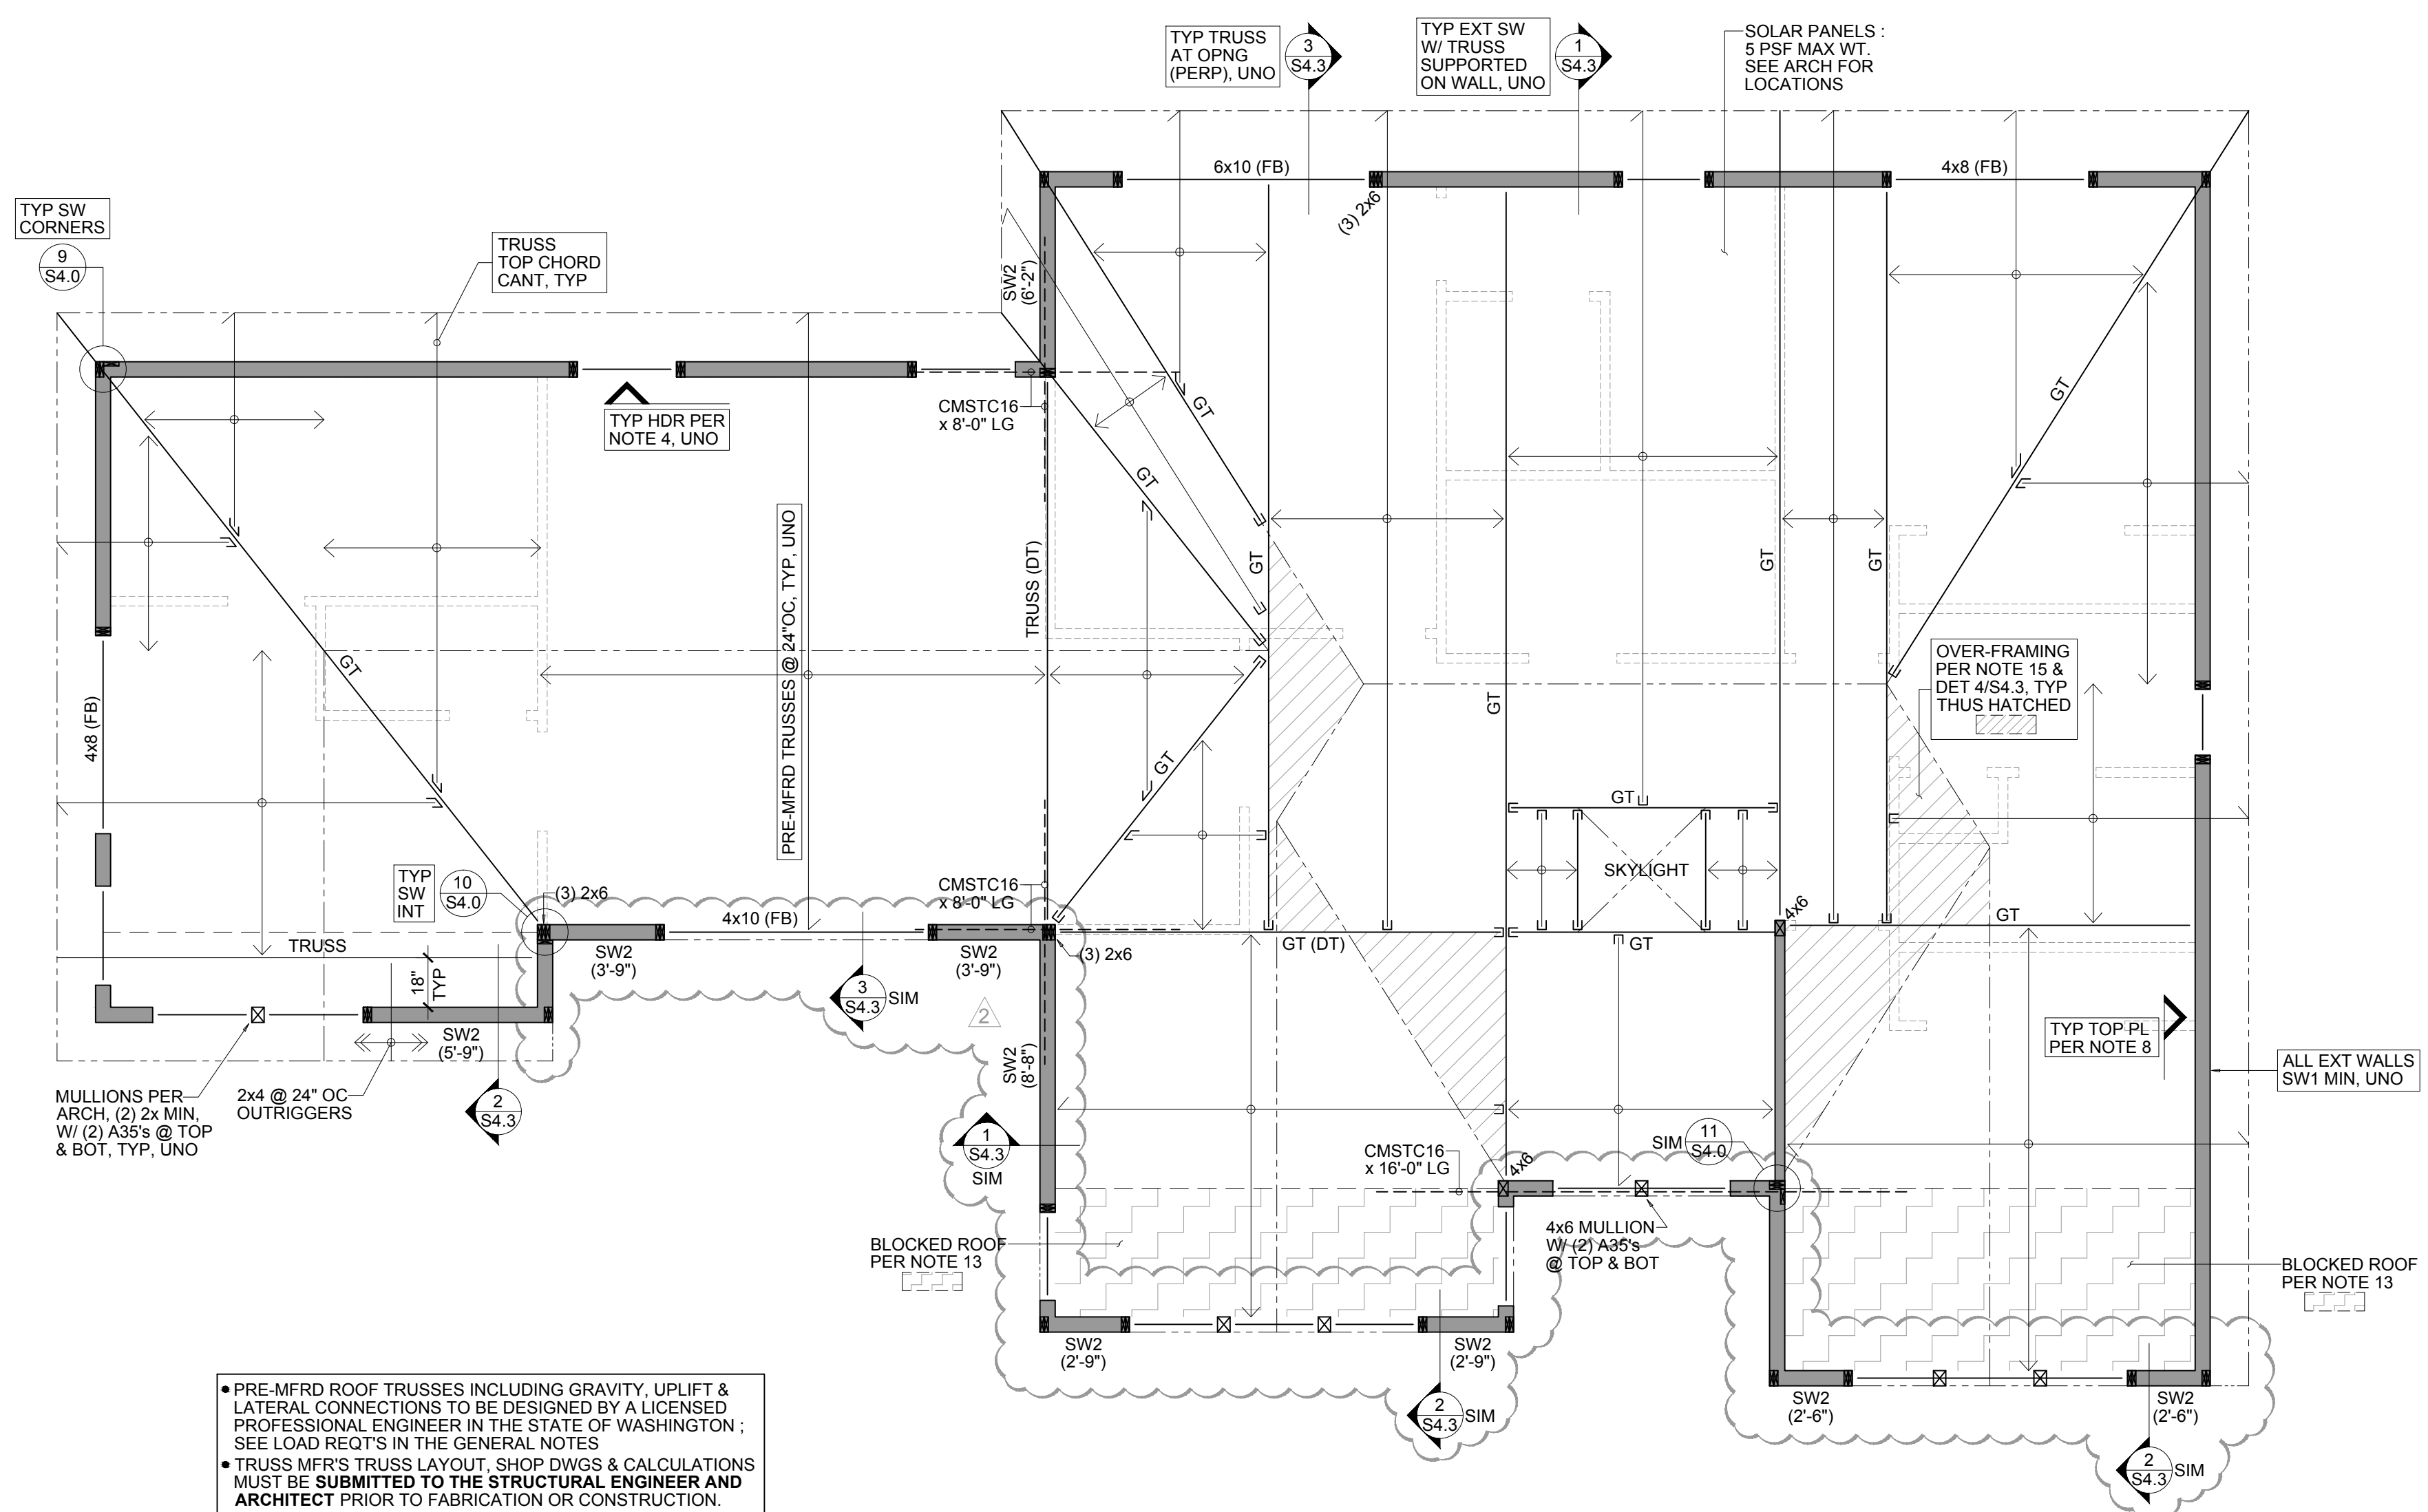 TYP TRUSS
AT OPNG
(PERP), UNO
3
S4.3
TYP EXT SW
W/ TRUSS
SUPPORTED
ON WALL, UNO
1
S4.3
SOLAR PANELS :
5 PSF MAX WT.
SEE ARCH FOR
LOCATIONS
6x10 (FB)
4x8 (FB)
(3) 2x6
TYP SW
CORNERS
9
S4.0
TRUSS
TOP CHORD
CANT, TYP
SW2
(6'-2")
TYP HDR PER
NOTE 4, UNO
CMSTC16
x 8'-0" LG
GT
GT
GT
GT
GT
GT
GT
GT
PRE-MFRD TRUSSES @ 24"OC, TYP, UNO
TRUSS (DT)
OVER-FRAMING
PER NOTE 15 &
DET 4/S4.3, TYP
THUS HATCHED
4x8 (FB)
GT
GT
GT
SKYLIGHT
TYP
SW
INT
10
S4.0
(3) 2x6
4x10 (FB)
CMSTC16
x 8'-0" LG
4x6
GT
TRUSS
18"
TYP
SW2
(3'-9")
SW2
(3'-9")
(3) 2x6
GT (DT)
GT
3
S4.3
SIM
2
SW2
(5'-9")
MULLIONS PER
ARCH, (2) 2x MIN,
W/ (2) A35's @ TOP
& BOT, TYP, UNO
2x4 @ 24" OC
OUTRIGGERS
2
S4.3
SW2
(8'-8")
1
S4.3
SIM
TYP TOP PL
PER NOTE 8
ALL EXT WALLS
SW1 MIN, UNO
CMSTC16
x 16'-0" LG
4x6
SIM
11
S4.0
BLOCKED ROOF
PER NOTE 13
4x6 MULLION
W/ (2) A35's
@ TOP & BOT
BLOCKED ROOF
PER NOTE 13
SW2
(2'-9")
SW2
(2'-9")
2
S4.3
SIM
SW2
(2'-6")
SW2
(2'-6")
2
S4.3
SIM
• PRE-MFRD ROOF TRUSSES INCLUDING GRAVITY, UPLIFT &
LATERAL CONNECTIONS TO BE DESIGNED BY A LICENSED
PROFESSIONAL ENGINEER IN THE STATE OF WASHINGTON ;
SEE LOAD REQT'S IN THE GENERAL NOTES
• TRUSS MFR'S TRUSS LAYOUT, SHOP DWGS & CALCULATIONS
MUST BE SUBMITTED TO THE STRUCTURAL ENGINEER AND
ARCHITECT PRIOR TO FABRICATION OR CONSTRUCTION.